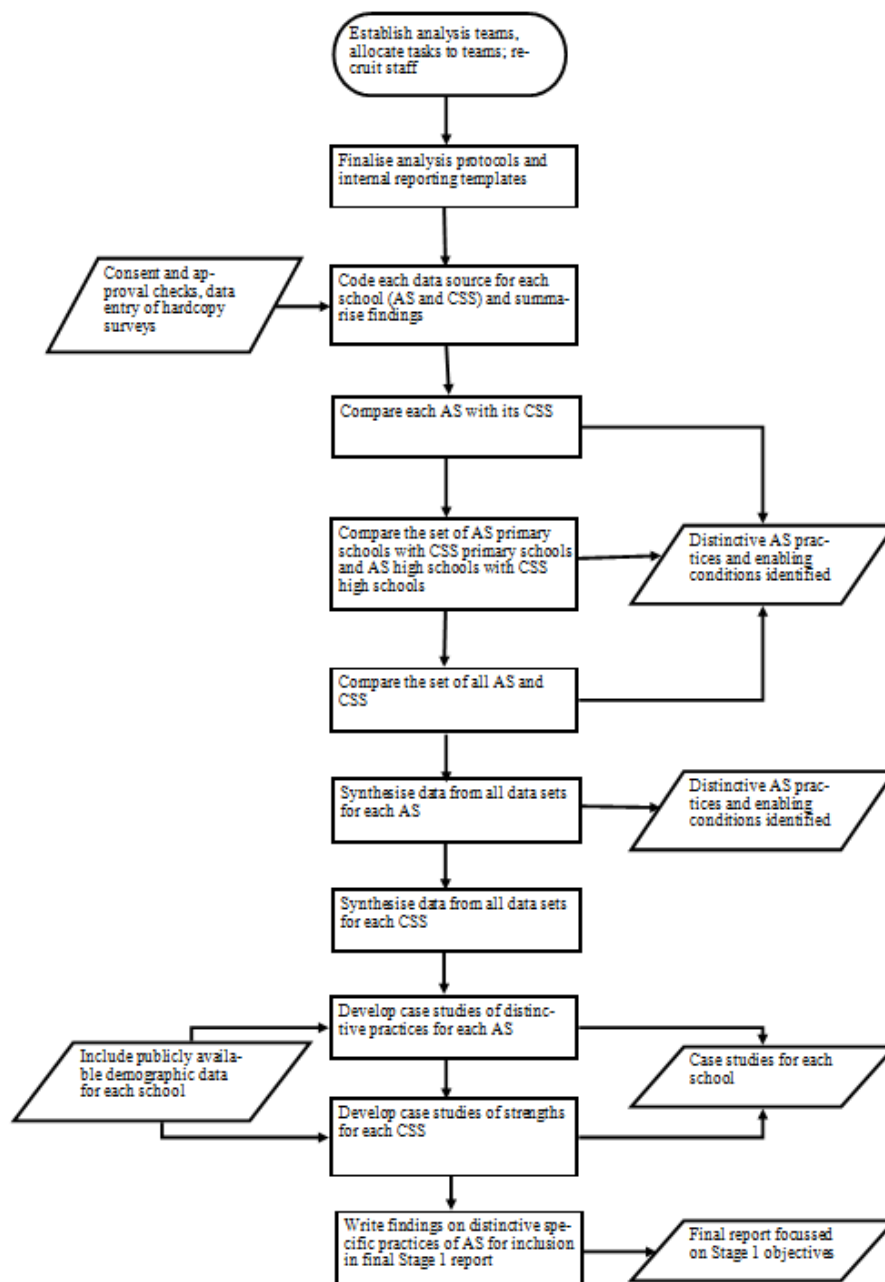 Establish analysis teams,
allocate tasks to teams; re-
cruit staff
Finalise analysis protocols and
internal reporting templates
Consent and ap-
proval checks, data
entry of hardcopy
surveys
Code each data source for each
school (AS and CSS) and summa-
rise findings
Compare each AS with its CSS
Compare the set of AS primary
schools with CSS primary schools
and AS high schools with CSS
high schools
Distinctive AS prac-
tices and enabling
conditions identified
Compare the set of all AS and
CSS
Synthesise data from all data sets
for each AS
Distinctive AS prac-
tices and enabling
conditions identified
Synthesise data from all data sets
for each CSS
Develop case studies of distinc-
tive practices for each AS
Include publicly availa-
ble demographic data
for each school
Case studies for each
school
Develop case studies of strengths
for each CSS
Write findings on distinctive spe-
cific practices of AS for inclusion
in final Stage 1 report
Final report focussed
on Stage 1 objectives